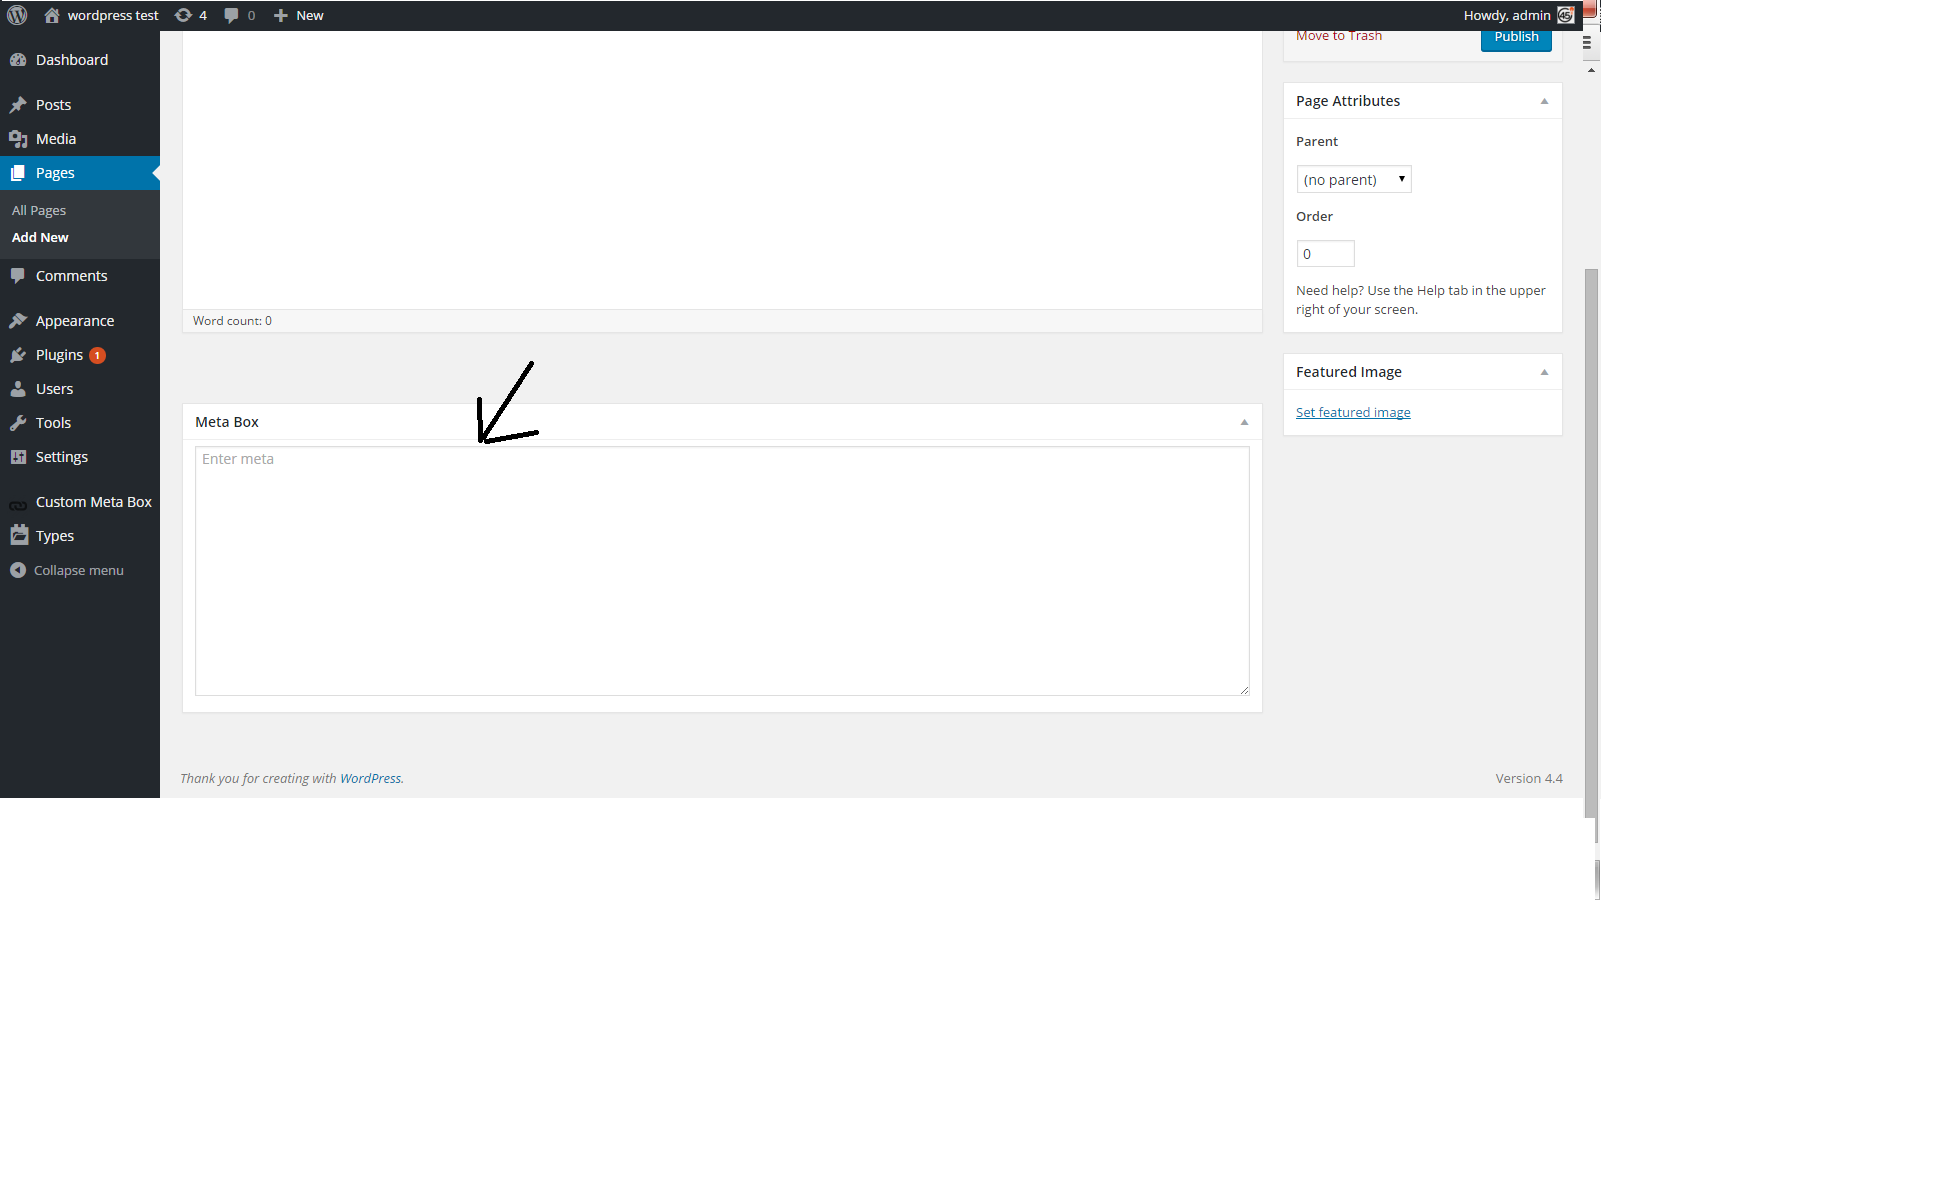 wordpress test 4 0 New Howdy, admin
Dashboard
Posts
Media
Pages
All Pages
Add New
Comments
Appearance
Plugins 1
Users
Tools
Settings
Custom Meta Box
Types
Collapse menu
Word count: 0
Meta Box
Enter meta
Move to Trash Publish
Page Attributes
Parent
(no parent)
Order
0
Need help? Use the Help tab in the upper
right of your screen.
Featured Image
Set featured image
Thank you for creating with WordPress.
Version 4.4